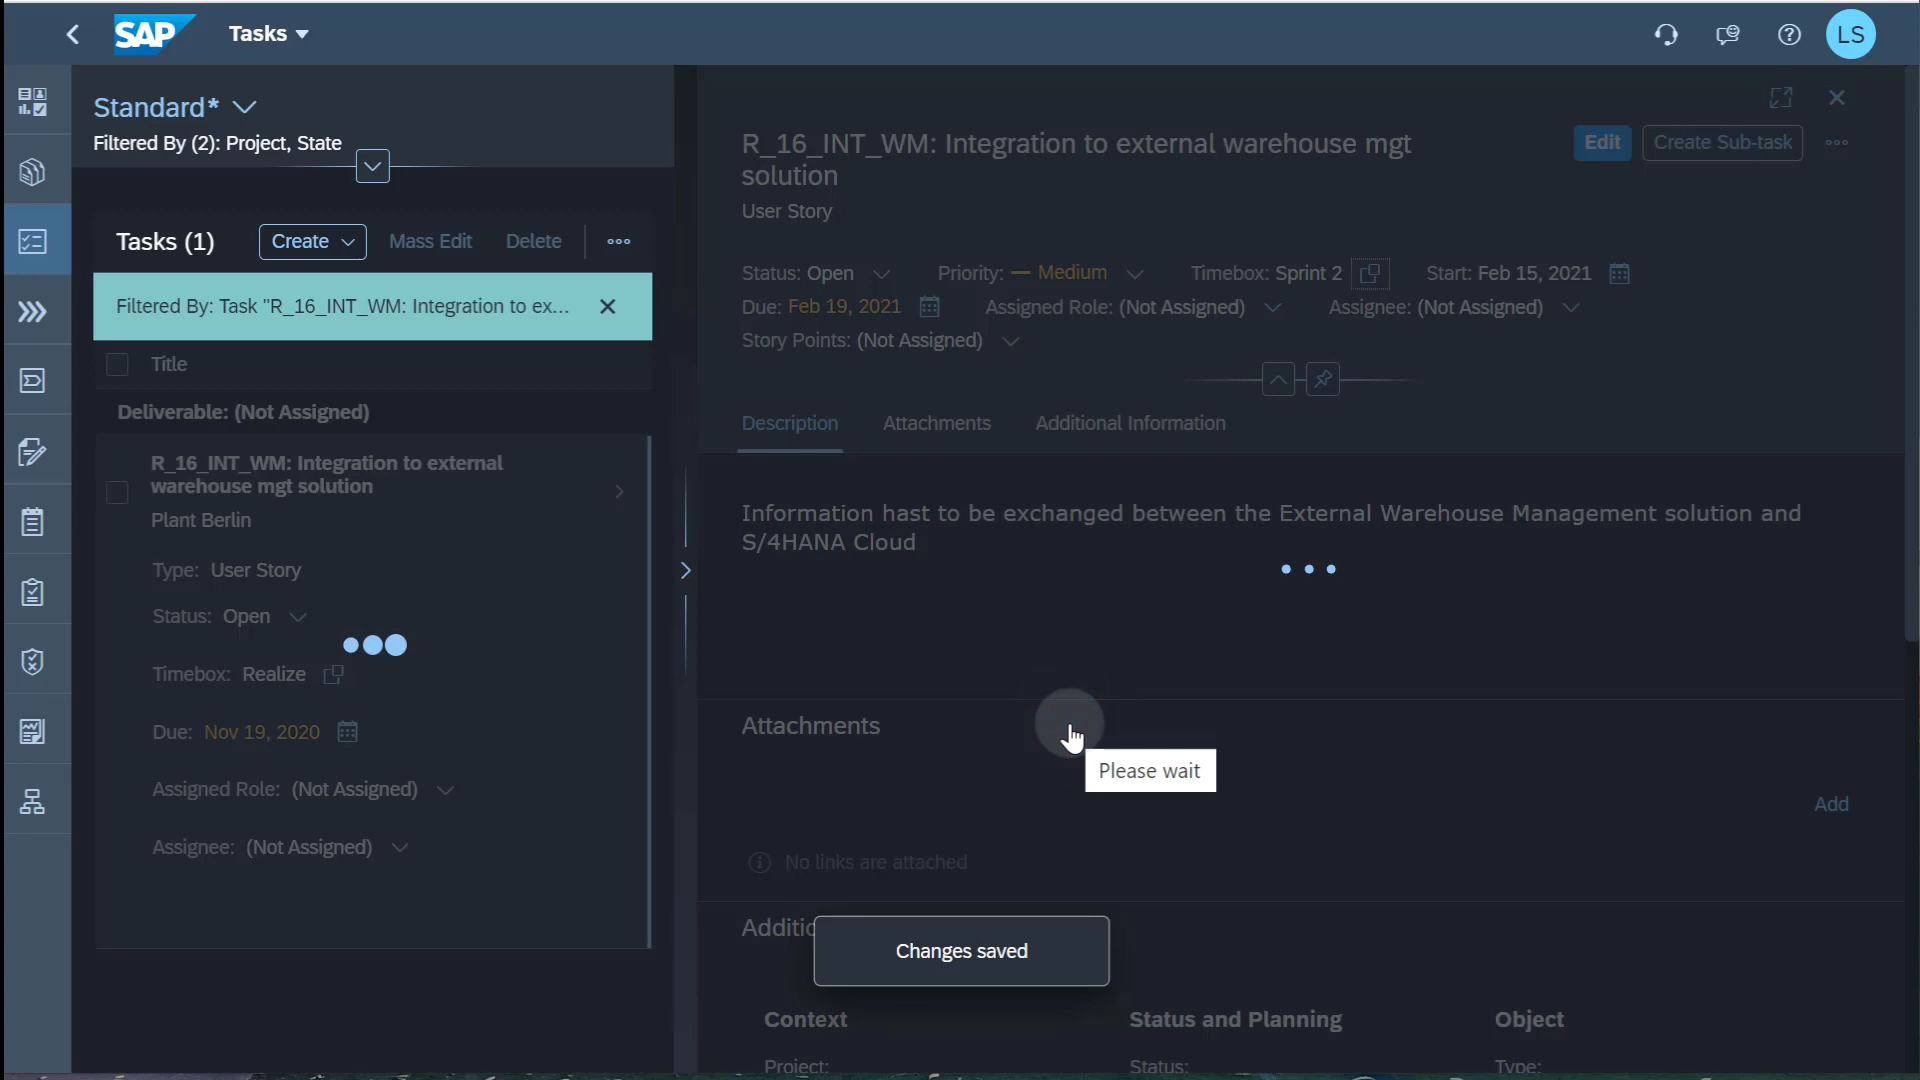 SAP Tasks
LS
Standard*
Filtered By (2): Project, State
Tasks (1) Create Mass Edit Delete
Filtered By: Task "R_16_INT_WM: Integration to ex...
Title
Deliverable: (Not Assigned)
R_16_INT_WM: Integration to external
warehouse mgt solution
Plant Berlin
Type: User Story
Status: Open
Timebox: Realize
Due: Nov 19, 2020
Assigned Role: (Not Assigned)
Assignee: (Not Assigned)
R_16_INT_WM: Integration to external warehouse mgt
solution
User Story
Edit Create Sub-task
Status: Open Priority: Medium Timebox: Sprint 2 Start: Feb 15, 2021
Due: Feb 19, 2021 Assigned Role: (Not Assigned) Assignee: (Not Assigned)
Story Points: (Not Assigned)
Description Attachments Additional Information
Information hast to be exchanged between the External Warehouse Management solution and
S/4HANA Cloud
Attachments
Please wait
Add
No links are attached
Additio
Changes saved
Context Status and Planning Object
Project: Status: Type: